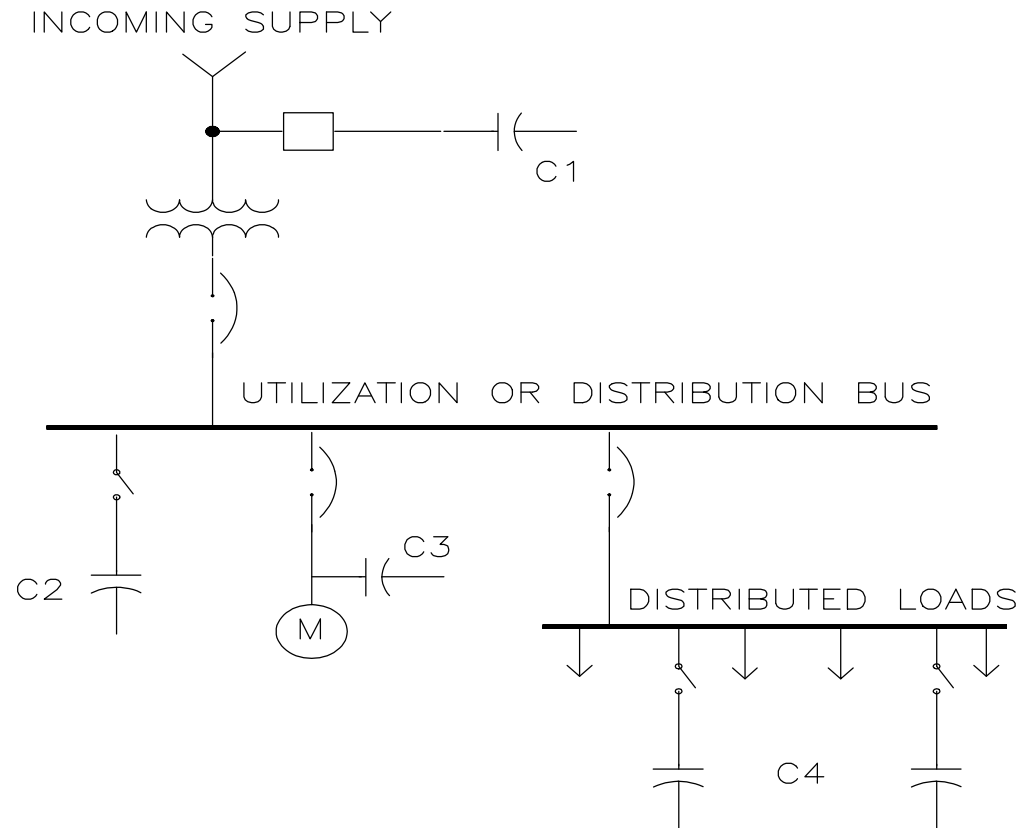 INCOMING SUPPLY
C1
UTILIZATION OR DISTRIBUTION BUS
C3
C2
DISTRIBUTED LOADS
M
C4